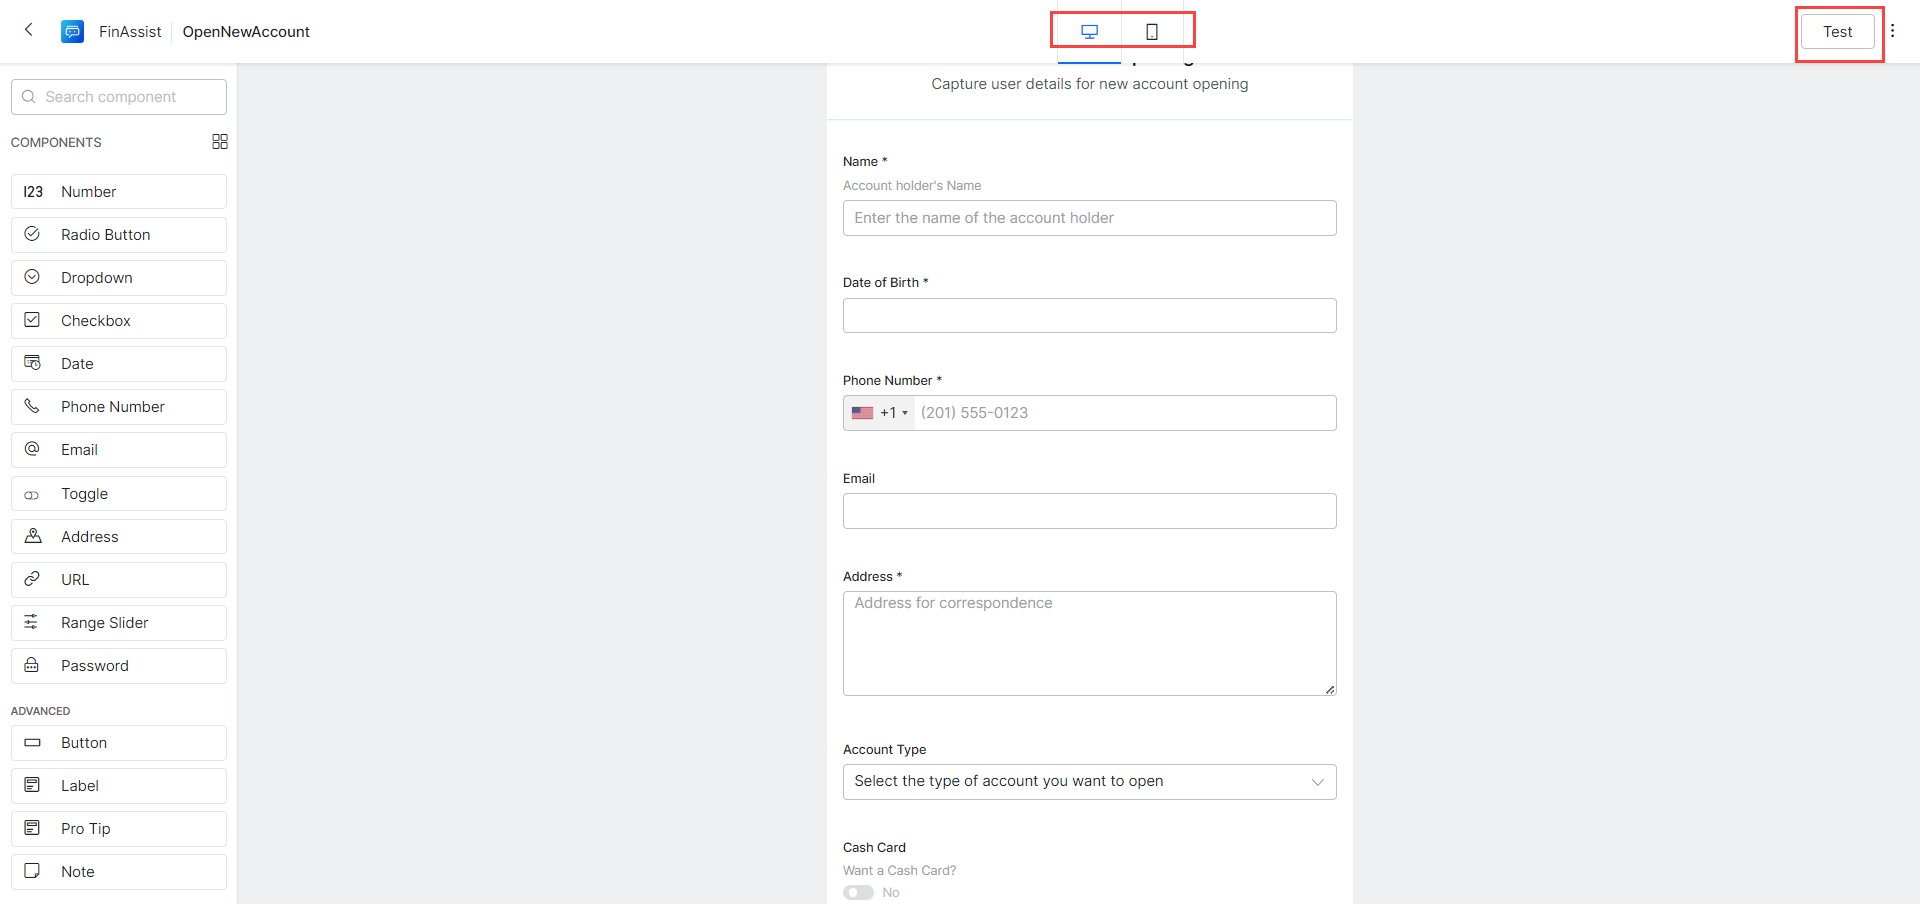 FinAssist
OpenNewAccount
Test
Search component
COMPONENTS
123 Number
Radio Button
Dropdown
Checkbox
Date
Phone Number
Email
Toggle
Address
URL
Range Slider
Password
ADVANCED
Button
Label
Pro Tip
Note
Capture user details for new account opening
Name *
Account holder's Name
Enter the name of the account holder
Date of Birth *
Phone Number *
+1 (201) 555-0123
Email
Address *
Address for correspondence
Account Type
Select the type of account you want to open
Cash Card
Want a Cash Card?
No